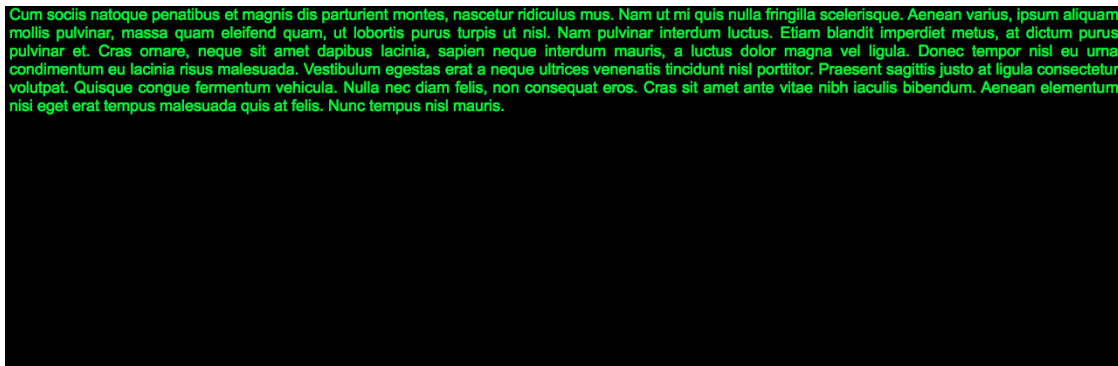 Cum sociis natoque penatibus et magnis dis parturient montes, nascetur ridiculus mus. Nam ut mi quis nulla fringilla scelerisque. Aenean varius, ipsum aliquam
mollis pulvinar, massa quam eleifend quam, ut lobortis purus turpis ut nisl. Nam pulvinar interdum luctus. Etiam blandit imperdiet metus, at dictum purus
pulvinar et. Cras ornare, neque sit amet dapibus lacinia, sapien neque interdum mauris, a luctus dolor magna vel ligula. Donec tempor nisl eu urna
condimentum eu lacinia risus malesuada. Vestibulum egestas erat a neque ultrices venenatis tincidunt nisl porttitor. Praesent sagittis justo at ligula consectetur
volutpat. Quisque congue fermentum vehicula. Nulla nec diam felis, non consequat eros. Cras sit amet ante vitae nibh iaculis bibendum. Aenean elementum
nisi eget erat tempus malesuada quis at felis. Nunc tempus nisl mauris.